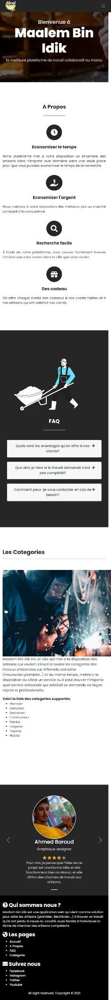 Bricol
Bienvenue à
Maalem Bin
Idik
la meilleure plateforme de travail collaboratif au maroc
A Propos
Economiser le temps
Notre plateforme met à votre disposition un ensemble des
artisans dans n'importe quel domaine dans une seule place
pour que vous puissiez economiser le temps de la recherche.
Economiser l'argent
Nous mettons à votre disposition des meilleurs prix au marché
comparé à la concurence.
Recherche facile
À l'aide de notre plateforme, vous pouvez facilement trouver
l'artisan que vous voulez dans la ville que vous voulez.
Des cadeau
On offre chaque année des cadeaux à nos clients fidèles et à
nos artisans qui ont satisfait nos clients.
FAQ
Quels sont les avantages qu'on offre à nos
clients?
Que dois je faire si le travail demandé n'est
pas complété?
Comment peux-je vous contacter en cas de
besoin?
Les Categories
Maalem bin idik est un site qui met a la disposition des
artisans qui veulent s'inscrire toutes les categories des
travaux artisanales sur differents domaine
(meunuisier,plombier...) et au meme temps, mettre a la
disposition du client un service ou il peut trouver n'importe
quel service artisanale qui satisfait sa demande de façon
rapide et professionelle.
Voici la liste des categories supportés:
Plombier
Menuisier
Electricien
Constructeur
Peintre
Forgeron
Tapicier
Platrier
Ahmed Baroud
Graphique designer
Pour moi, je pense que l'idée de ce
projet est une bonne idée et elle
fonctionnera bien au Maroc, et elle
offrira des chances de travail aux
artisans.
Qui sommes nous ?
Maalom bin idik est une application web qui vient comme solution
pour aider les artisans (plombier, électricien ...) à trouver un travail
qu'ils ont perdu à cause du covid19, aussi facilite à l'individues la
tâche de chercher des artisans compétents.
Les pages
Accueil
A Propos
FAQ
Categorie
Suivez nous
Facebook
Instagram
Twitter
Youtube
All right reserved. Copyright © 2021